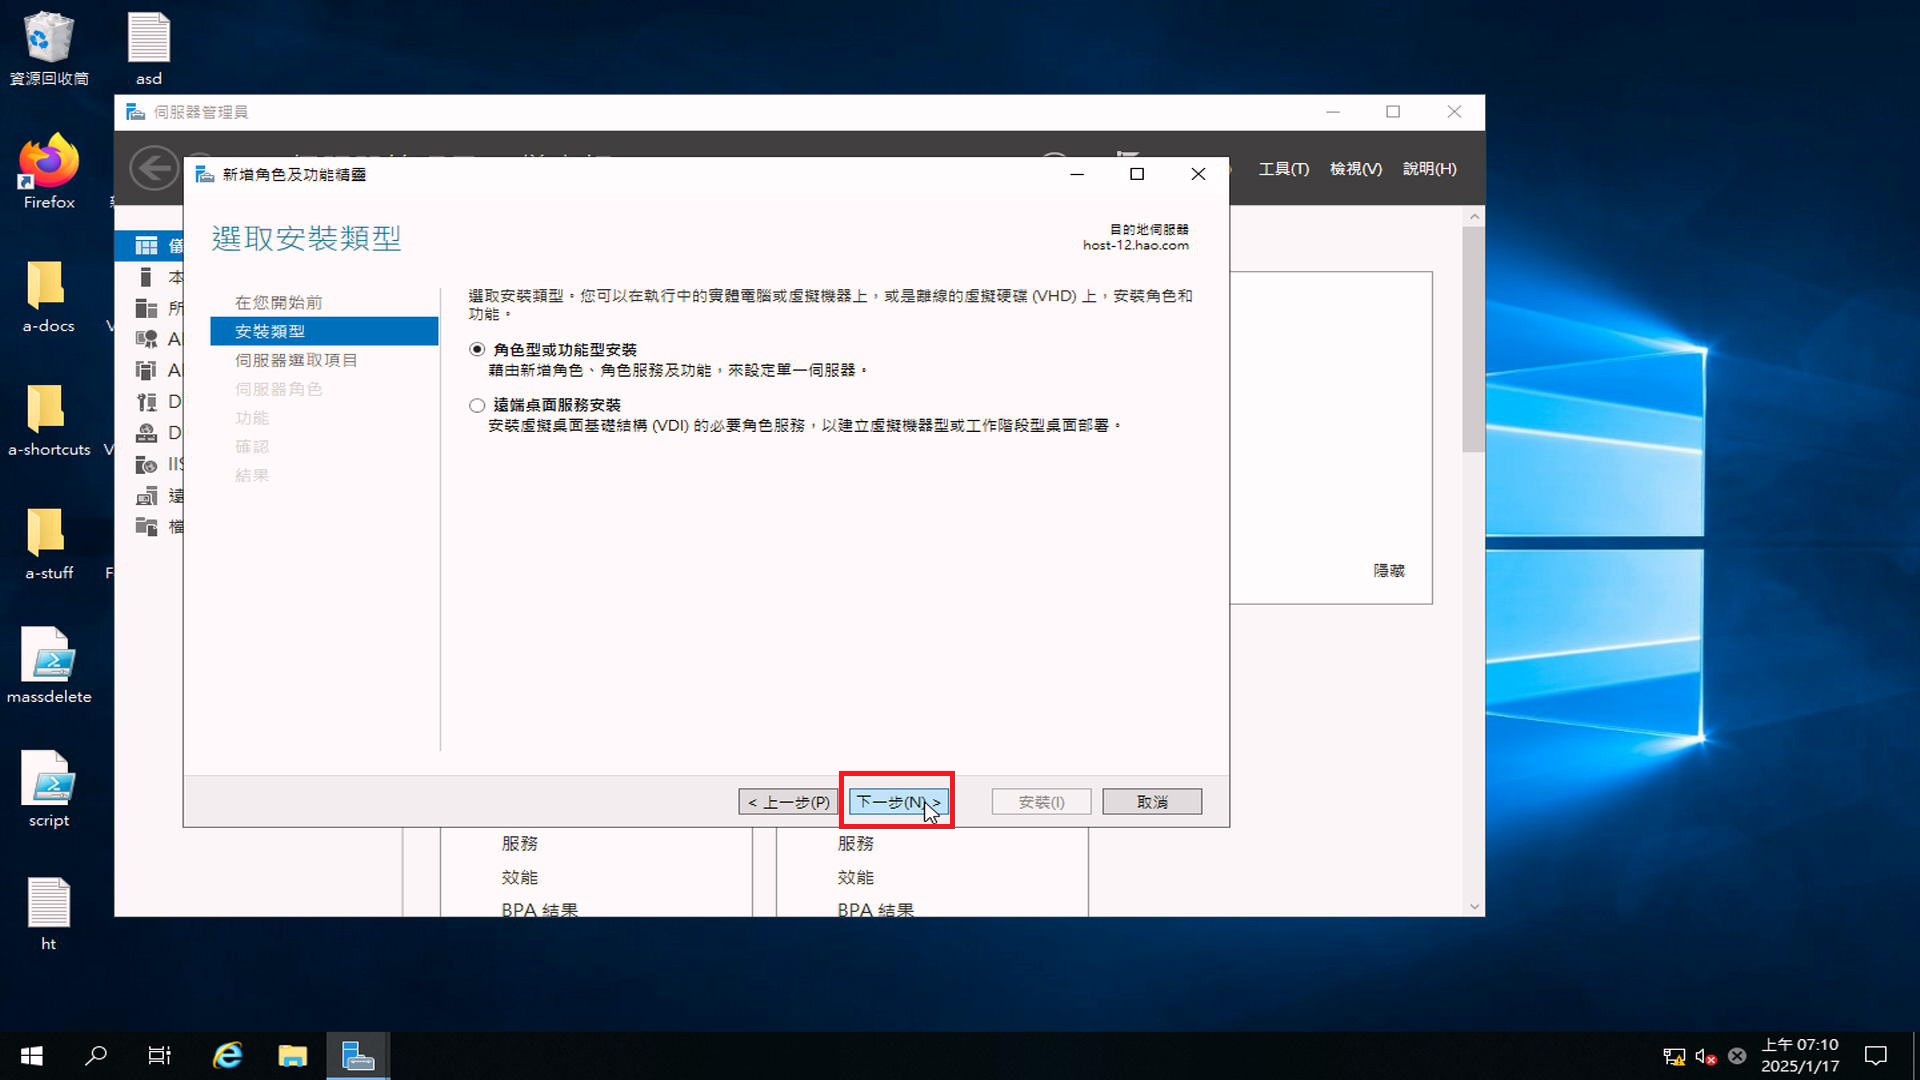 資源回收筒
asd
Firefox
a-docs
a-shortcuts
a-stuff
massdelete
script
ht
伺服器管理員
工具(T)
檢視(V)
說明(H)
新增角色及功能精靈
選取安裝類型
目的地伺服器
host-12.hao.com
在您開始前
安裝類型
伺服器選取項目
伺服器角色
功能
確認
結果
選取安裝類型。您可以在執行中的實體電腦或虛擬機器上，或是離線的虛擬硬碟 (VHD) 上，安裝角色和
功能。
角色型或功能型安裝
藉由新增角色、角色服務及功能，來設定單一伺服器。
遠端桌面服務安裝
安裝虛擬桌面基礎結構 (VDI) 的必要角色服務，以建立虛擬機器型或工作階段型桌面部署。
< 上一步(P)
下一步(N) >
安裝(I)
取消
儀
本
所
A
A
D
D
IIS
遠
檔
隱藏
服務
效能
BPA 結果
服務
效能
BPA 結果
上午 07:10
2025/1/17